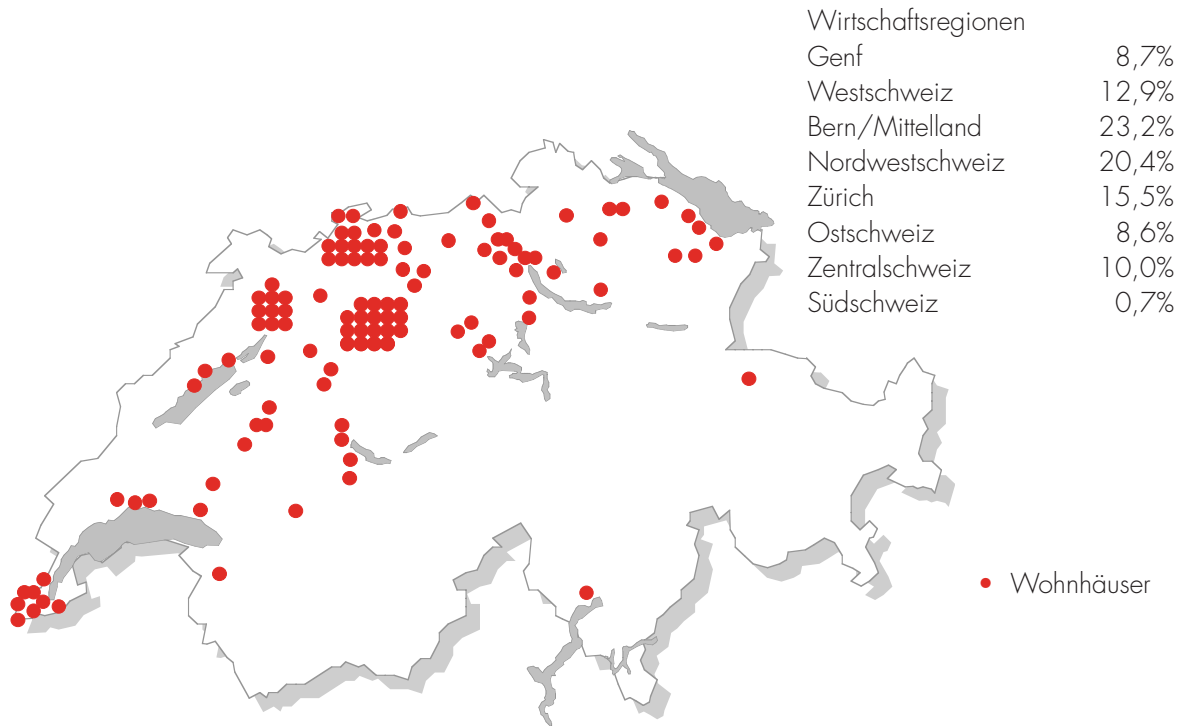 Wirtschaftsregionen
Genf 8,7%
Westschweiz 12,9%
Bern/Mittelland 23,2%
Nordwestschweiz 20,4%
Zürich 15,5%
Ostschweiz 8,6%
Zentralschweiz 10,0%
Südschweiz 0,7%
Wohnhäuser